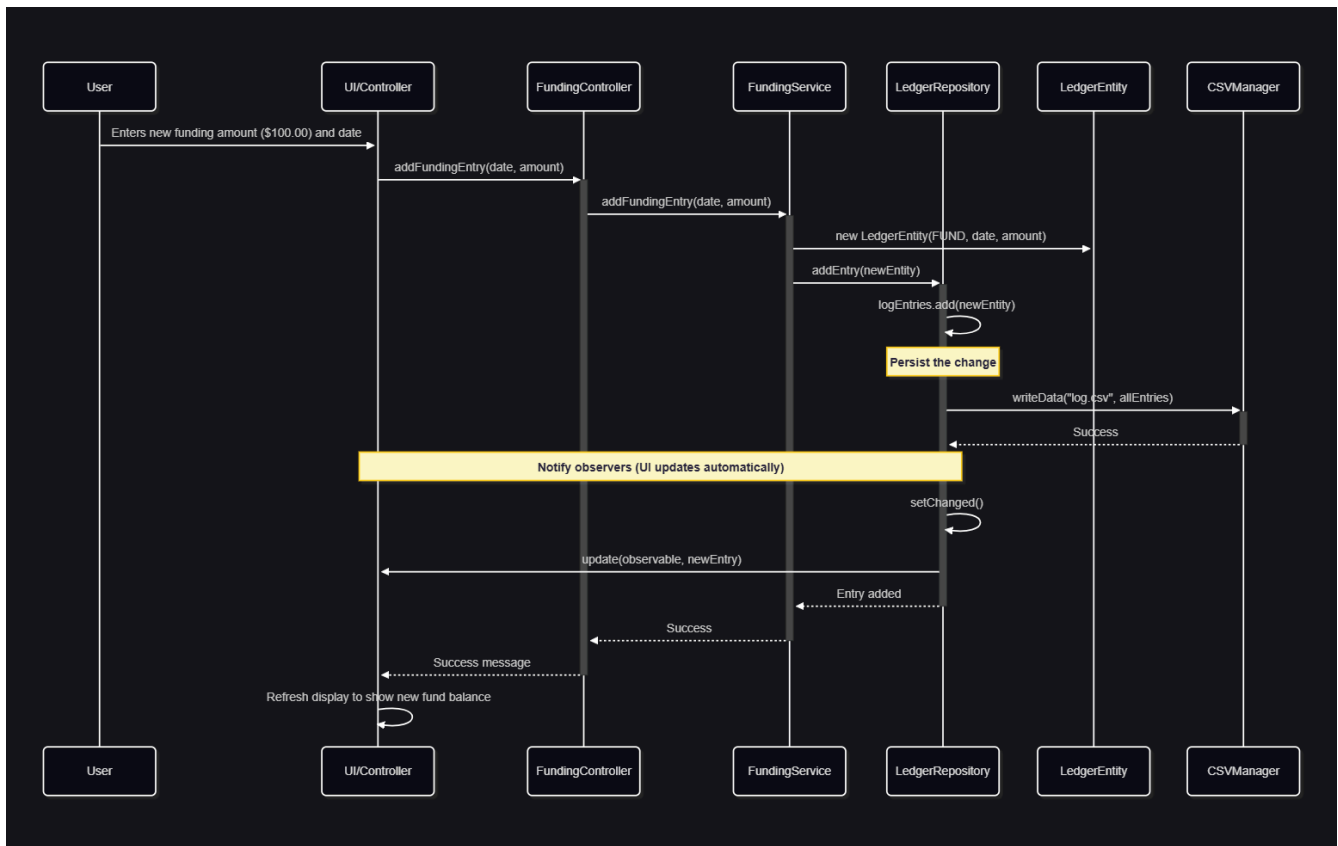 User
UI/Controller
FundingController
FundingService
LedgerRepository
LedgerEntity
CSVManager
Enters new funding amount ($100.00) and date
addFundingEntry(date, amount)
addFundingEntry(date, amount)
new LedgerEntity(FUND, date, amount)
addEntry(newEntity)
logEntries.add(newEntity)
Persist the change
writeData("log.csv", allEntries)
Success
Notify observers (UI updates automatically)
setChanged()
update(observable, newEntry)
Entry added
Success
Success message
Refresh display to show new fund balance
User
UI/Controller
FundingController
FundingService
LedgerRepository
LedgerEntity
CSVManager